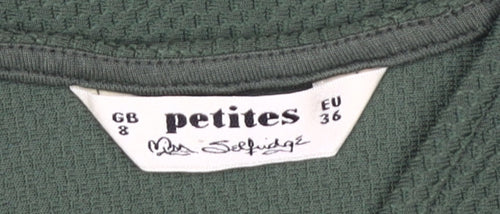 GB 8 petites EU 36
Miss Selfridge